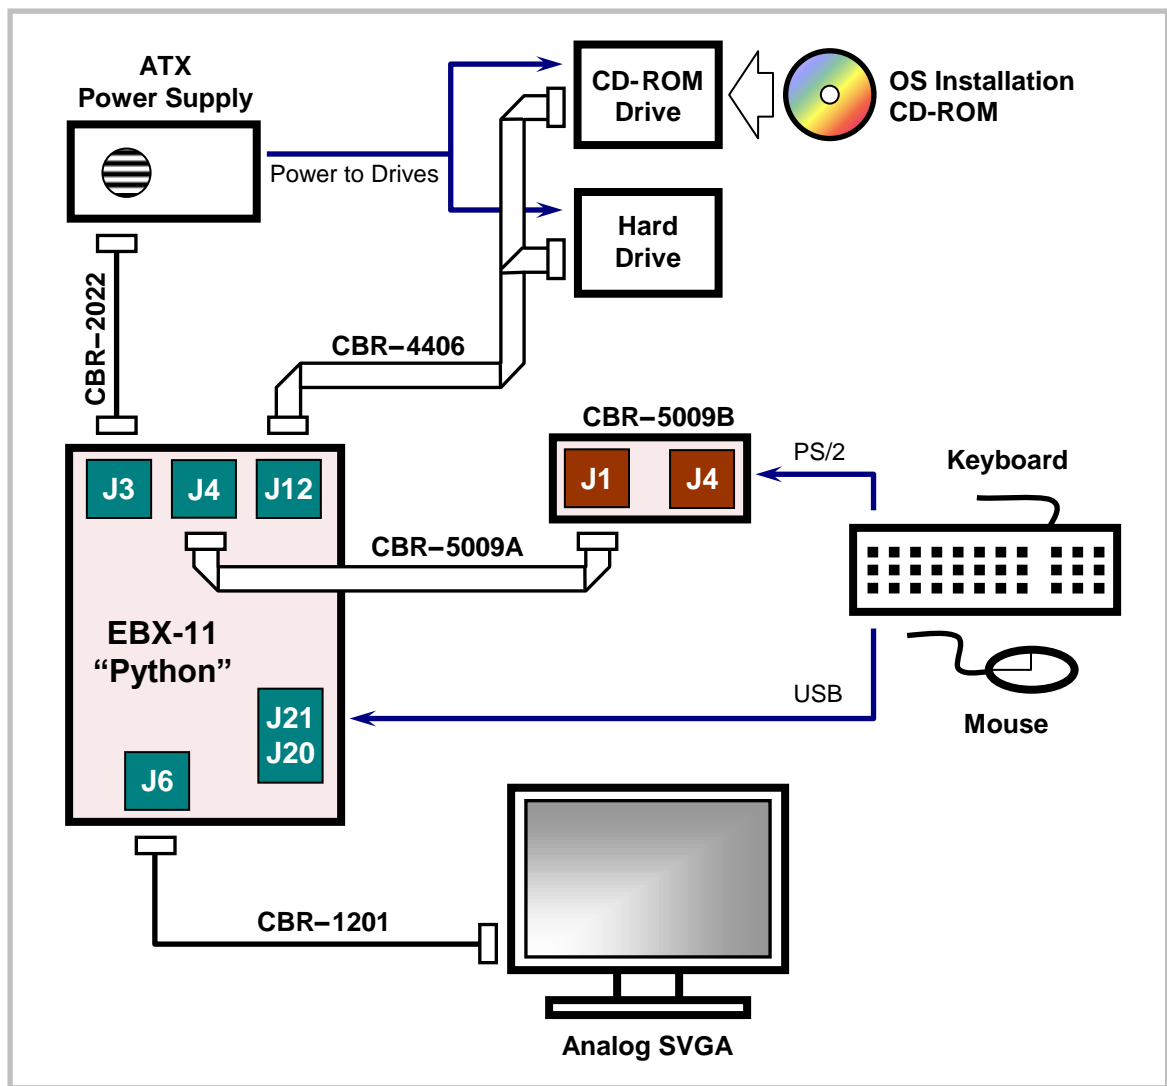 ATX
Power Supply
CD-ROM
Drive
OS Installation
CD-ROM
Power to Drives
Hard
Drive
CBR–2022
CBR–4406
CBR–5009B
J3
J4
J12
J1
J4
PS/2
Keyboard
CBR–5009A
EBX-11
“Python”
J21
J20
USB
Mouse
J6
CBR–1201
Analog SVGA